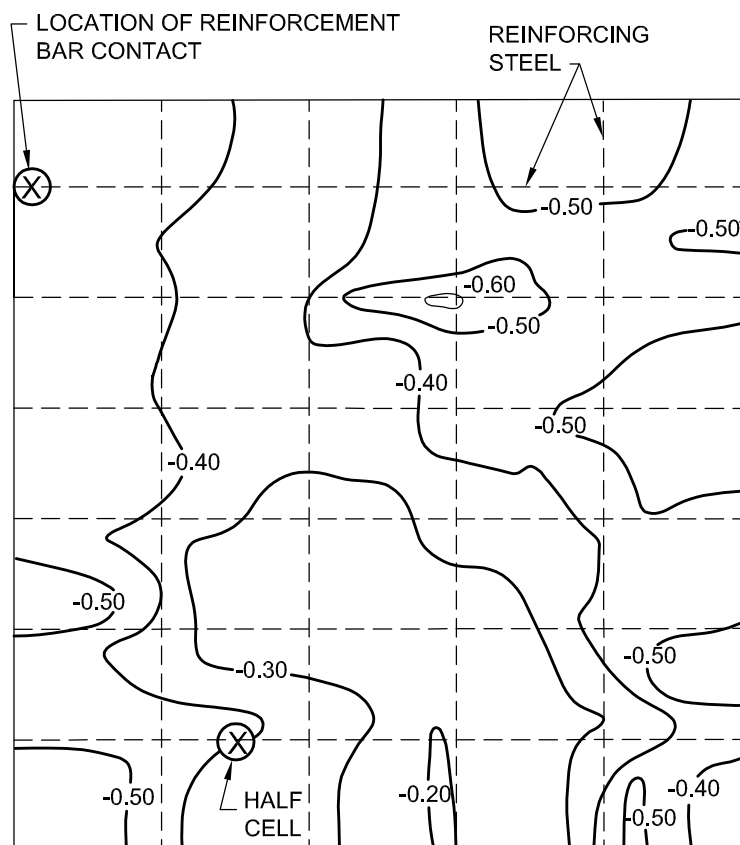 LOCATION OF REINFORCEMENT
BAR CONTACT
REINFORCING
STEEL
X
-0.50
-0.50
-0.60
-0.50
-0.40
-0.50
-0.40
-0.50
-0.50
-0.30
X
-0.50
-0.20
-0.40
-0.50
HALF
CELL